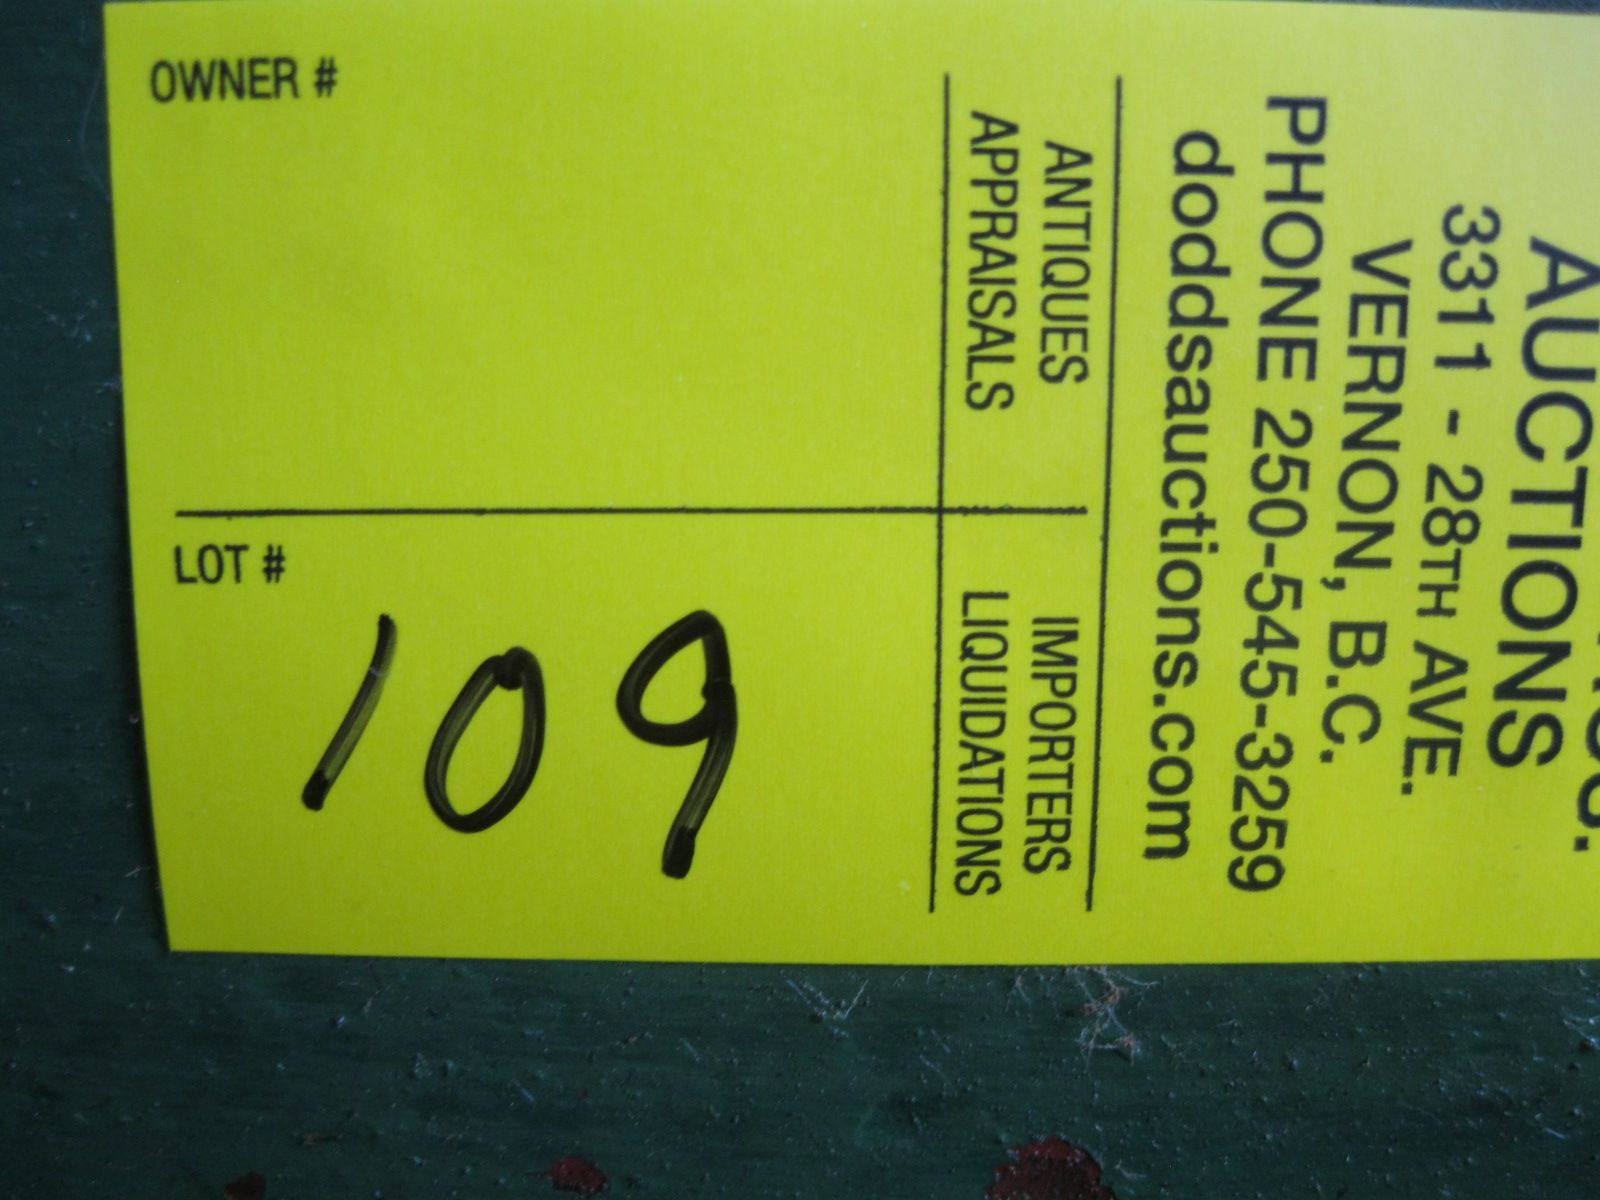 AUCTIONS
3311 - 28TH AVE.
VERNON, B.C.
PHONE 250-545-3259
doddsauctions.com
ANTIQUES IMPORTERS
APPRAISALS LIQUIDATIONS
OWNER #
LOT #
109